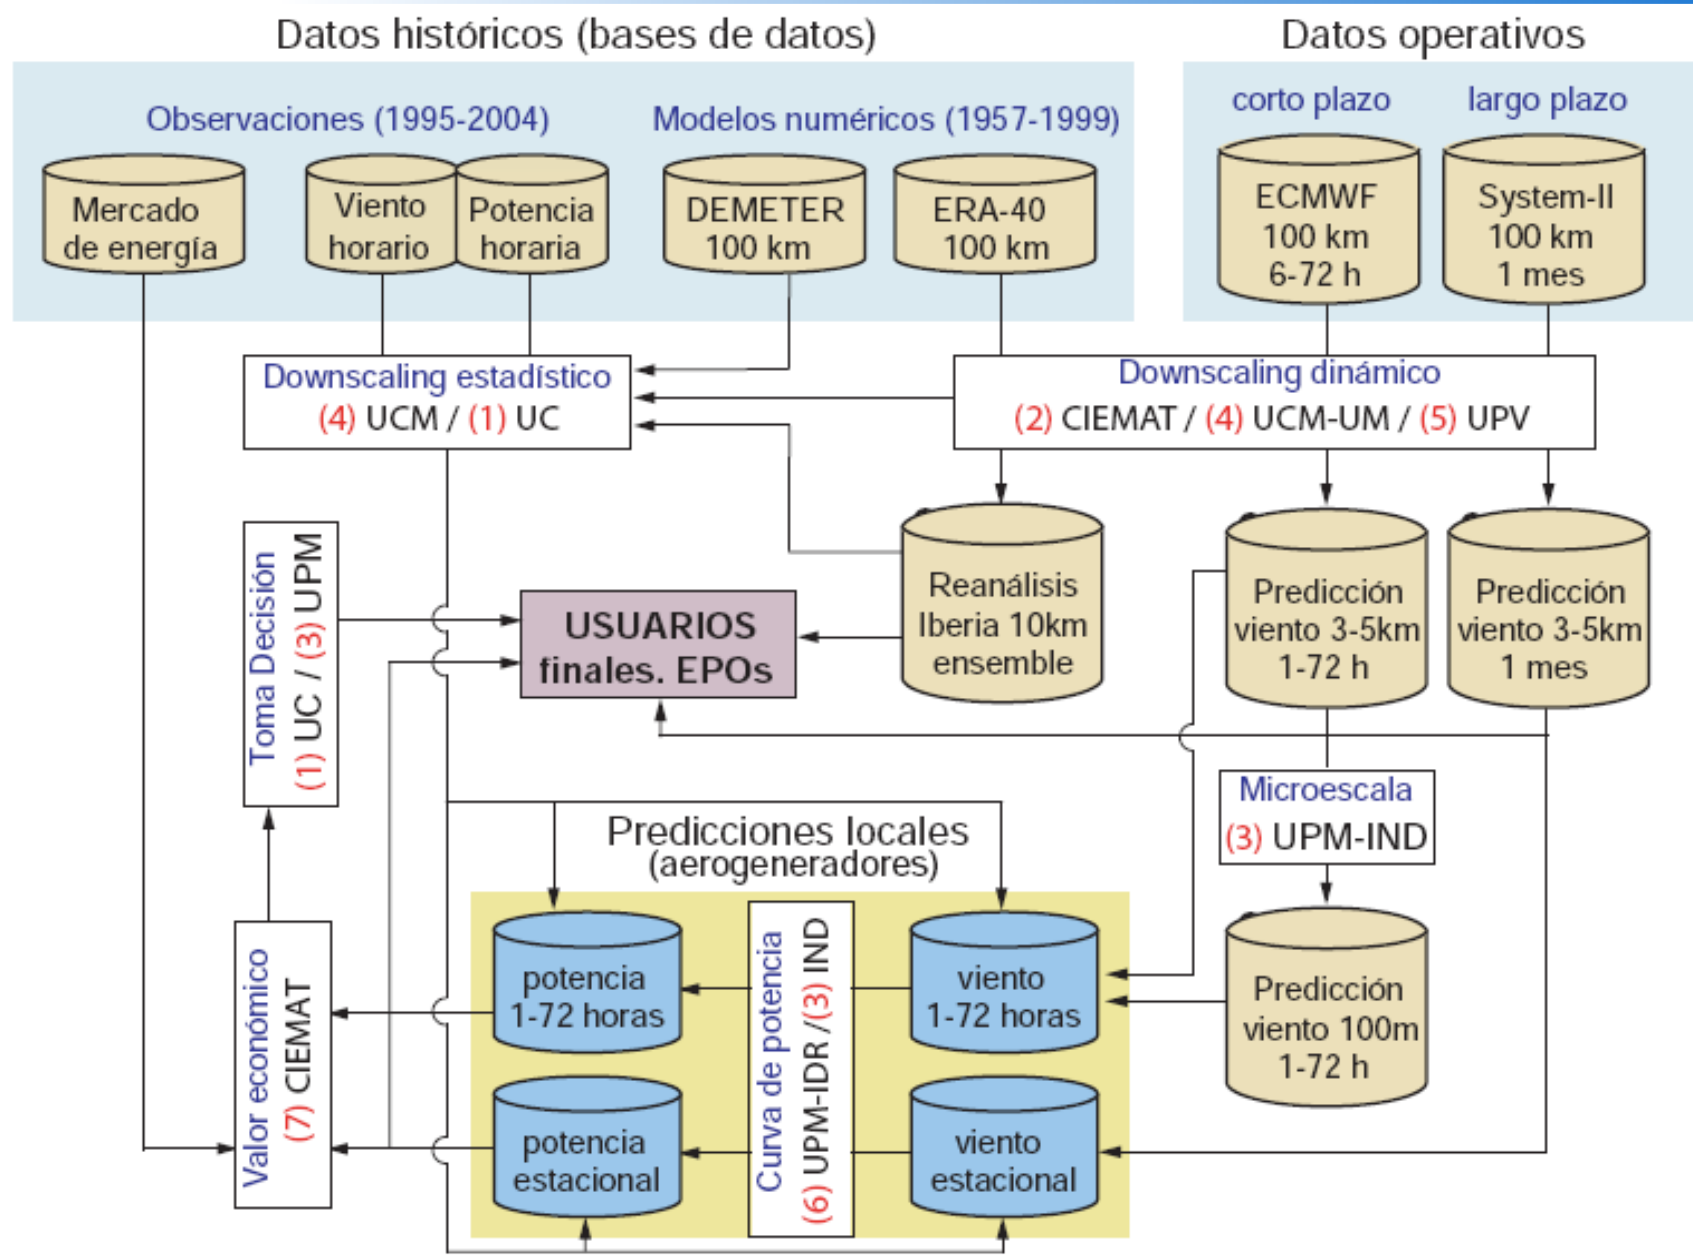 Datos históricos (bases de datos)
Datos operativos
Observaciones (1995-2004)
Modelos numéricos (1957-1999)
corto plazo
largo plazo
Mercado
de energía
Viento
horario
Potencia
horaria
DEMETER
100 km
ERA-40
100 km
ECMWF
100 km
6-72 h
System-II
100 km
1 mes
Downscaling estadístico
(4) UCM / (1) UC
Downscaling dinámico
(2) CIEMAT / (4) UCM-UM / (5) UPV
Toma Decisión
(1) UC / (3) UPM
USUARIOS
finales. EPOs
Reanálisis
Iberia 10km
ensemble
Predicción
viento 3-5km
1-72 h
Predicción
viento 3-5km
1 mes
Microescala
(3) UPM-IND
Predicciones locales
(aerogeneradores)
Valor económico
(7) CIEMAT
potencia
1-72 horas
Curva de potencia
(6) UPM-IDR /(3) IND
viento
1-72 horas
Predicción
viento 100m
1-72 h
potencia
estacional
viento
estacional